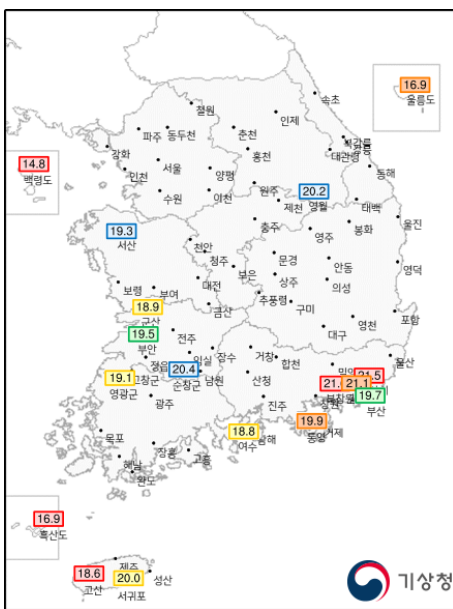 속초
16.9
울릉도
철원
인제
파주
동두천
춘천
강화
서울
홍천
대관령
동해
14.8
백령도
인천
양평
수원
이천
원주
제천
20.2
영월
태백
울진
19.3
서산
충주
영주
봉화
천안
청주
보은
문경
안동
영덕
보령
부여
대전
상주
의성
추풍령
구미
금산
18.9
군산
영천
포항
19.5
부안
전주
대구
임실
장수
거창
합천
울산
정읍
20.4
순창군
남원
산청
21.5
21.1
19.1
영광군
광주
진주
19.7
부산
19.9
통영
거제
18.8
여수
남해
목포
장흥
고흥
해남
완도
16.9
흑산도
제주
18.6
고산
20.0
서귀포
성산
기상청